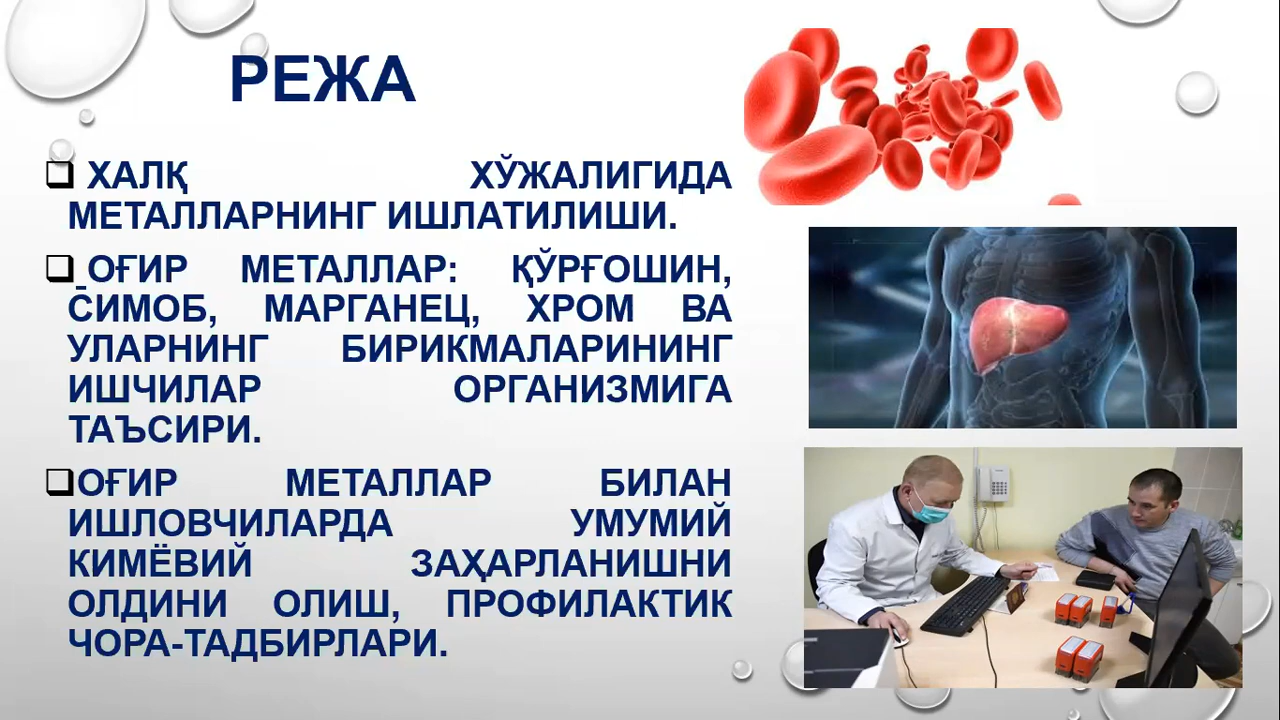 РЕЖА
ХАЛҚ ХЎЖАЛИГИДА
МЕТАЛЛАРНИНГ ИШЛАТИЛИШИ.
ОҒИР МЕТАЛЛАР: ҚЎРҒОШИН,
СИМОБ, МАРГАНЕЦ, ХРОМ ВА
УЛАРНИНГ БИРИКМАЛАРИНИНГ
ИШЧИЛАР ОРГАНИЗМИГА
ТАЪСИРИ.
ОҒИР МЕТАЛЛАР БИЛАН
ИШЛОВЧИЛАРДА УМУМИЙ
КИМЁВИЙ ЗАҲАРЛАНИШНИ
ОЛДИНИ ОЛИШ, ПРОФИЛАКТИК
ЧОРА-ТАДБИРЛАРИ.